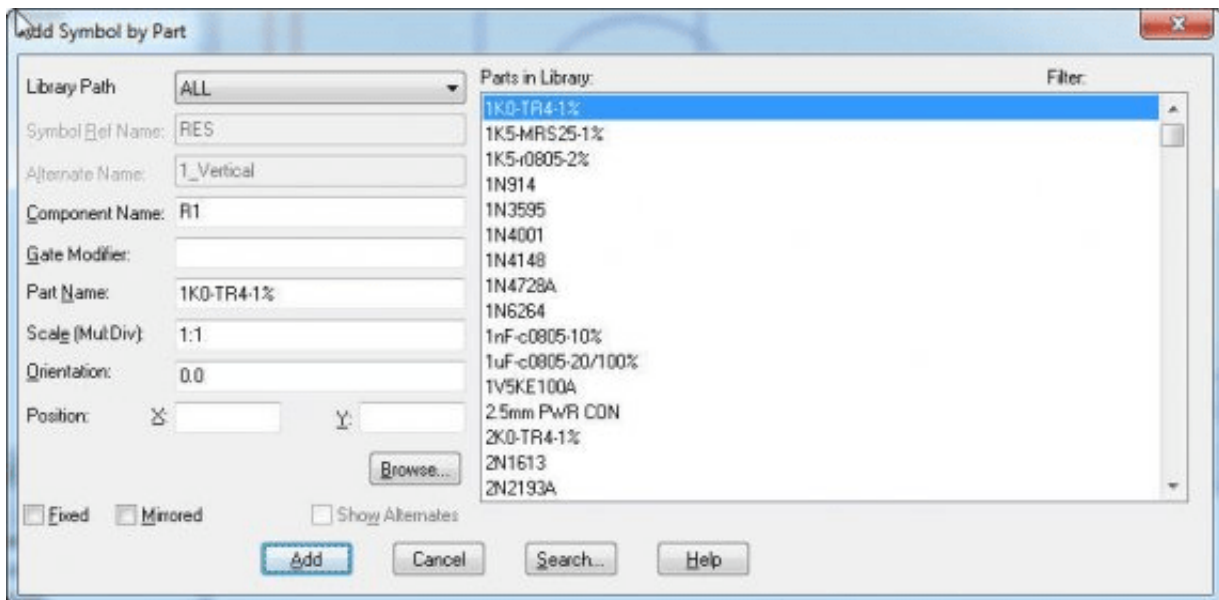 Add Symbol by Part
Library Path
ALL
Symbol Ref Name:
RES
Alternate Name:
1_Vertical
Component Name:
R1
Gate Modifier:
Part Name:
1K0-TR4-1%
Scale (Mul:Div):
1:1
Orientation:
0.0
Position:
X:
Y:
Browse...
Fixed
Mirrored
Show Alternates
Parts in Library:
Filter:
1K0-TR4-1%
1K5-MRS25-1%
1K5-r0805-2%
1N914
1N3595
1N4001
1N4148
1N4728A
1N6264
1nF-c0805-10%
1uF-c0805-20/100%
1V5KE100A
2.5mm PWR CON
2K0-TR4-1%
2N1613
2N2193A
Add
Cancel
Search...
Help